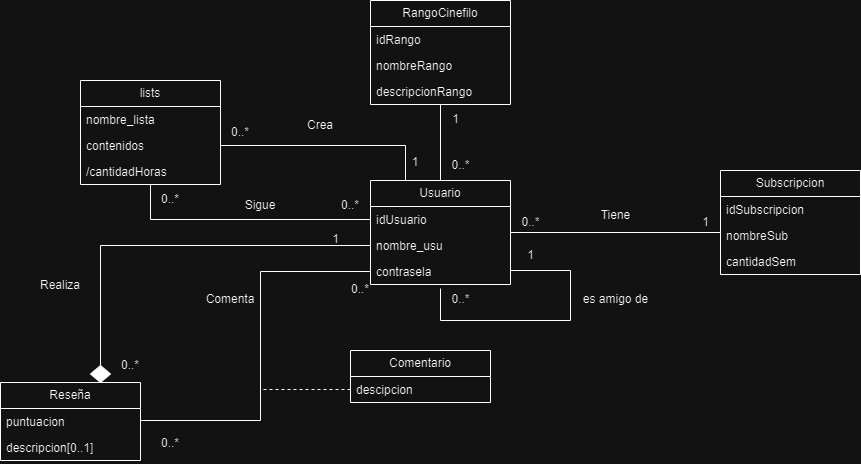 RangoCinefilo
idRango
nombreRango
descripcionRango
lists
nombre_lista
contenidos
/cantidadHoras
0..*
Crea
1
1
0..*
0..*
Sigue
0..*
Usuario
idUsuario
nombre_usu
contrasela
0..*
Tiene
1
Subscripcion
idSubscripcion
nombreSub
cantidadSem
1
Realiza
Comenta
0..*
1
0..*
es amigo de
0..*
Comentario
descipcion
Reseña
puntuacion
descripcion[0..1]
0..*